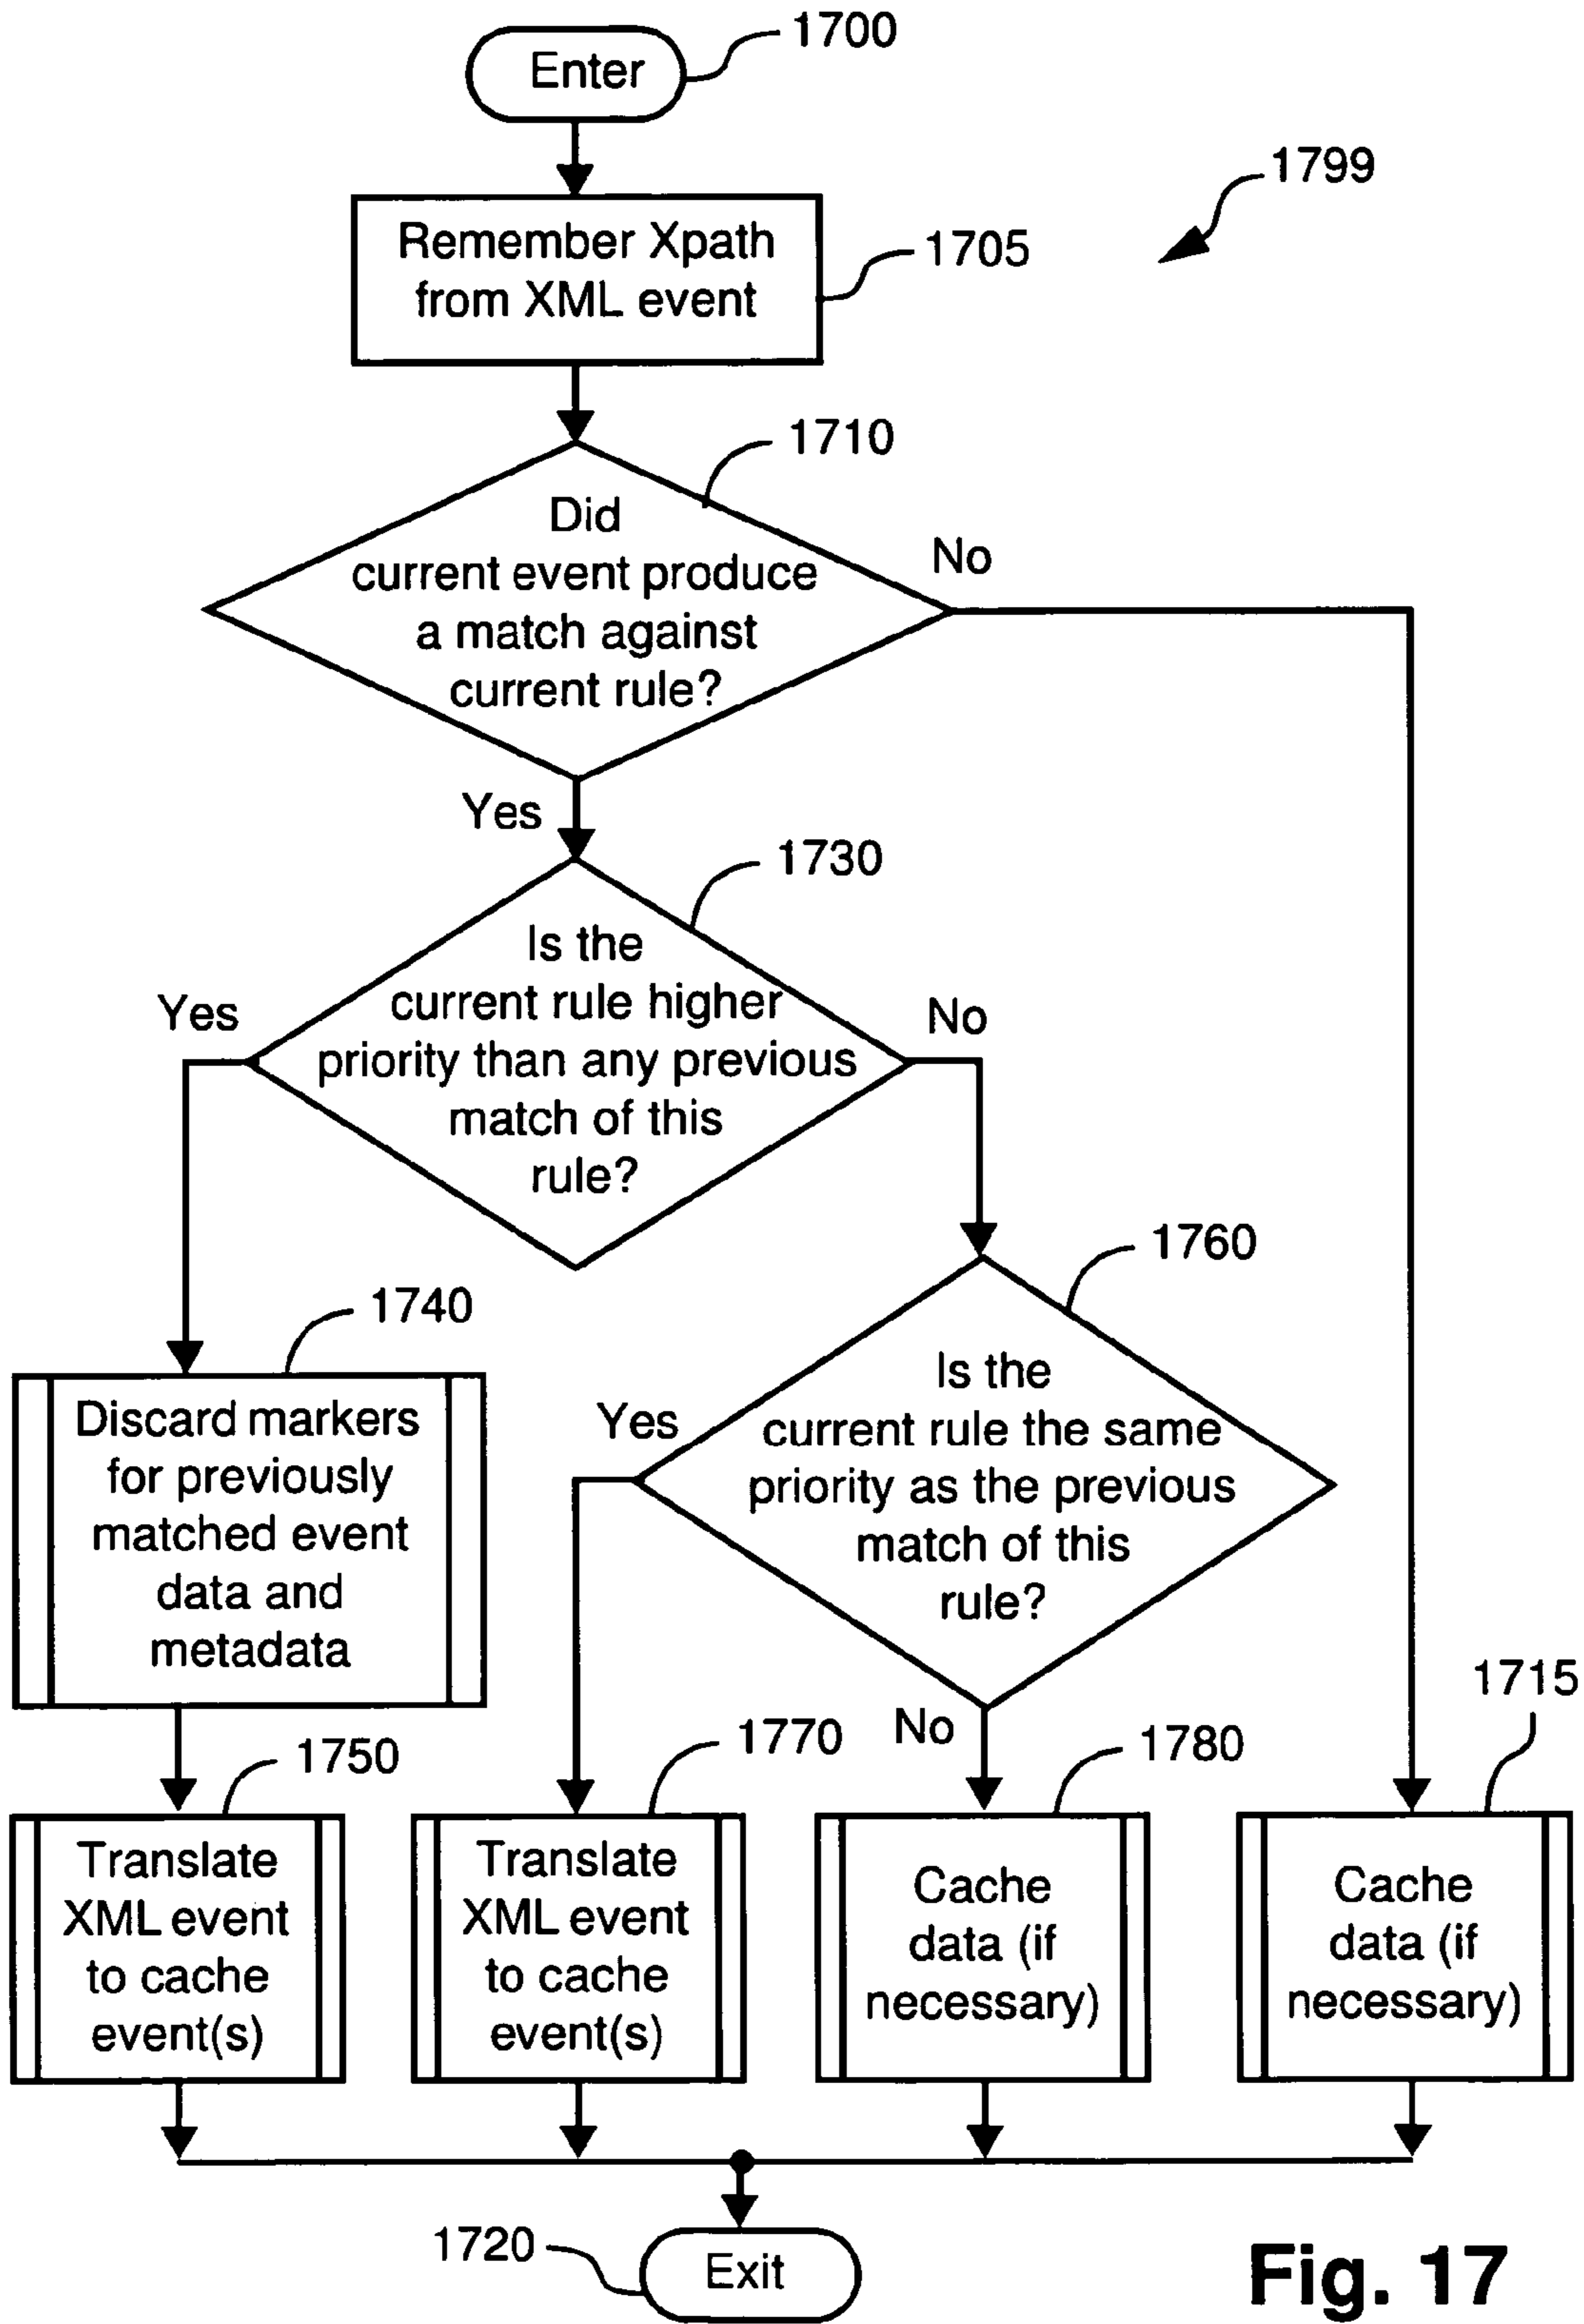 1700
Enter
1799
Remember Xpath
from XML event
1705
1710
Did
current event produce
a match against
current rule?
No
Yes
1730
Is the
current rule higher
priority than any previous
match of this
rule?
Yes
No
1760
1740
Is the
current rule the same
priority as the previous
match of this
rule?
Yes
No
Discard markers
for previously
matched event
data and
metadata
1715
1750
1770
1780
Translate
XML event
to cache
event(s)
Translate
XML event
to cache
event(s)
Cache
data (if
necessary)
Cache
data (if
necessary)
1720
Exit
Fig. 17